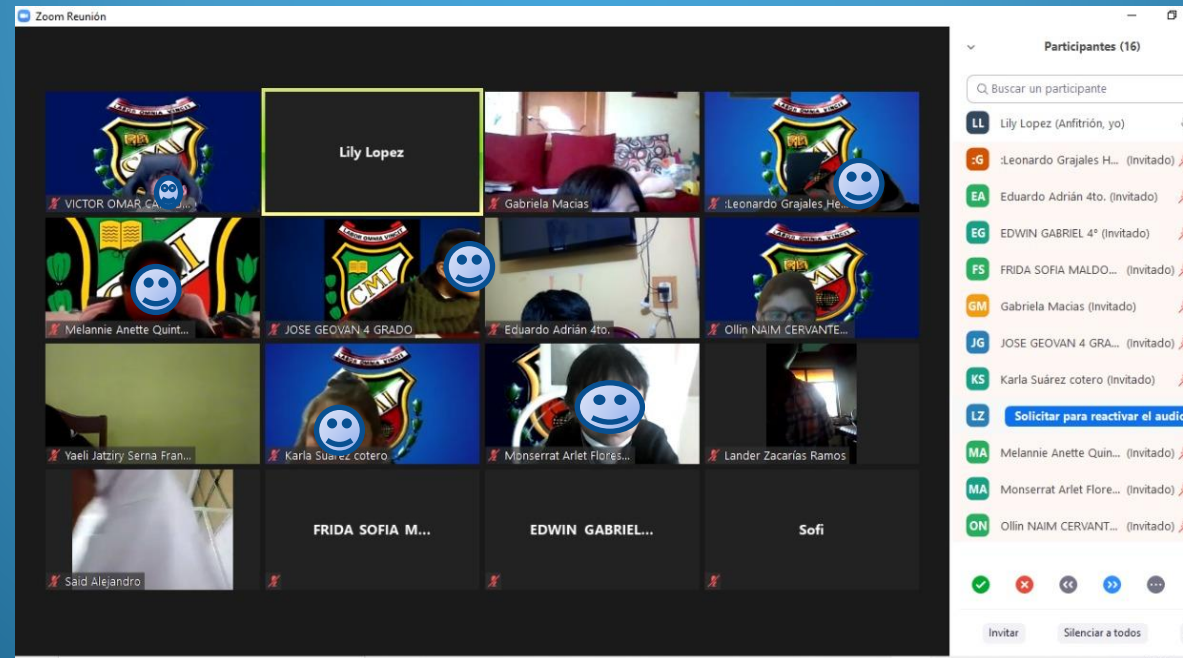 Zoom Reunión
VICTOR OMAR CA
Lily Lopez
Gabriela Macias
:Leonardo Grajales He...
Melannie Anette Quint...
JOSE GEOVAN 4 GRADO
Eduardo Adrián 4to.
Ollin NAIM CERVANTE...
Yaeli Jatziry Serna Fran...
Karla Suárez cotero
Monserrat Arlet Flores...
Lander Zacarías Ramos
Said Alejandro
FRIDA SOFIA M...
EDWIN GABRIEL...
Sofi
LABOR OMNIA VINCIT
CMI
Participantes (16)
Buscar un participante
LL Lily Lopez (Anfitrión, yo)
:G :Leonardo Grajales H... (Invitado)
EA Eduardo Adrián 4to. (Invitado)
EG EDWIN GABRIEL 4° (Invitado)
FS FRIDA SOFIA MALDO... (Invitado)
GM Gabriela Macias (Invitado)
JG JOSE GEOVAN 4 GRA... (Invitado)
KS Karla Suárez cotero (Invitado)
LZ Solicitar para reactivar el audio
MA Melannie Anette Quin... (Invitado)
MA Monserrat Arlet Flore... (Invitado)
ON Ollin NAIM CERVANT... (Invitado)
Invitar
Silenciar a todos